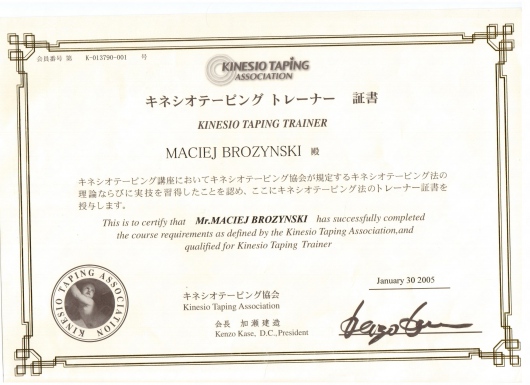 会員番号 第 K-013790-001 号
KINESIO TAPING
ASSOCIATION
キネシオテーピング トレーナー 証書
KINESIO TAPING TRAINER
MACIEJ BROZYNSKI 殿
キネシオテーピング講座においてキネシオテーピング協会が規定するキネシオテーピング法の
理論ならびに実技を習得したことを認め、ここにキネシオテーピング法のトレーナー証書を
授与します。
This is to certify that Mr.MACIEJ BROZYNSKI has successfully completed
the course requirements as defined by the Kinesio Taping Association,and
qualified for Kinesio Taping Trainer
KINESIO TAPING ASSOCIATION
キネシオテーピング協会
Kinesio Taping Association
会長 加瀬建造
Kenzo Kase, D.C.,President
January 30 2005